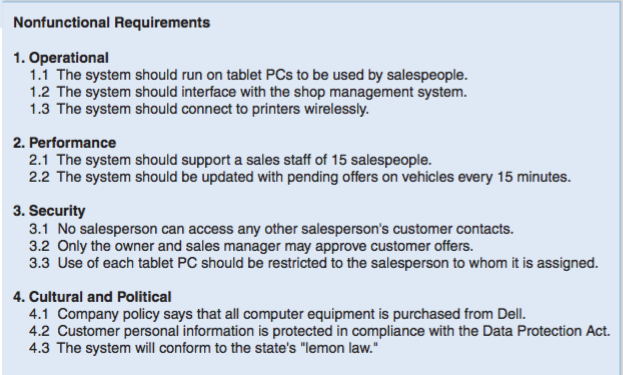 Nonfunctional Requirements
1. Operational
1.1 The system should run on tablet PCs to be used by salespeople.
1.2 The system should interface with the shop management system.
1.3 The system should connect to printers wirelessly.
2. Performance
2.1 The system should support a sales staff of 15 salespeople.
2.2 The system should be updated with pending offers on vehicles every 15 minutes.
3. Security
3.1 No salesperson can access any other salesperson's customer contacts.
3.2 Only the owner and sales manager may approve customer offers.
3.3 Use of each tablet PC should be restricted to the salesperson to whom it is assigned.
4. Cultural and Political
4.1 Company policy says that all computer equipment is purchased from Dell.
4.2 Customer personal information is protected in compliance with the Data Protection Act.
4.3 The system will conform to the state's "lemon law."